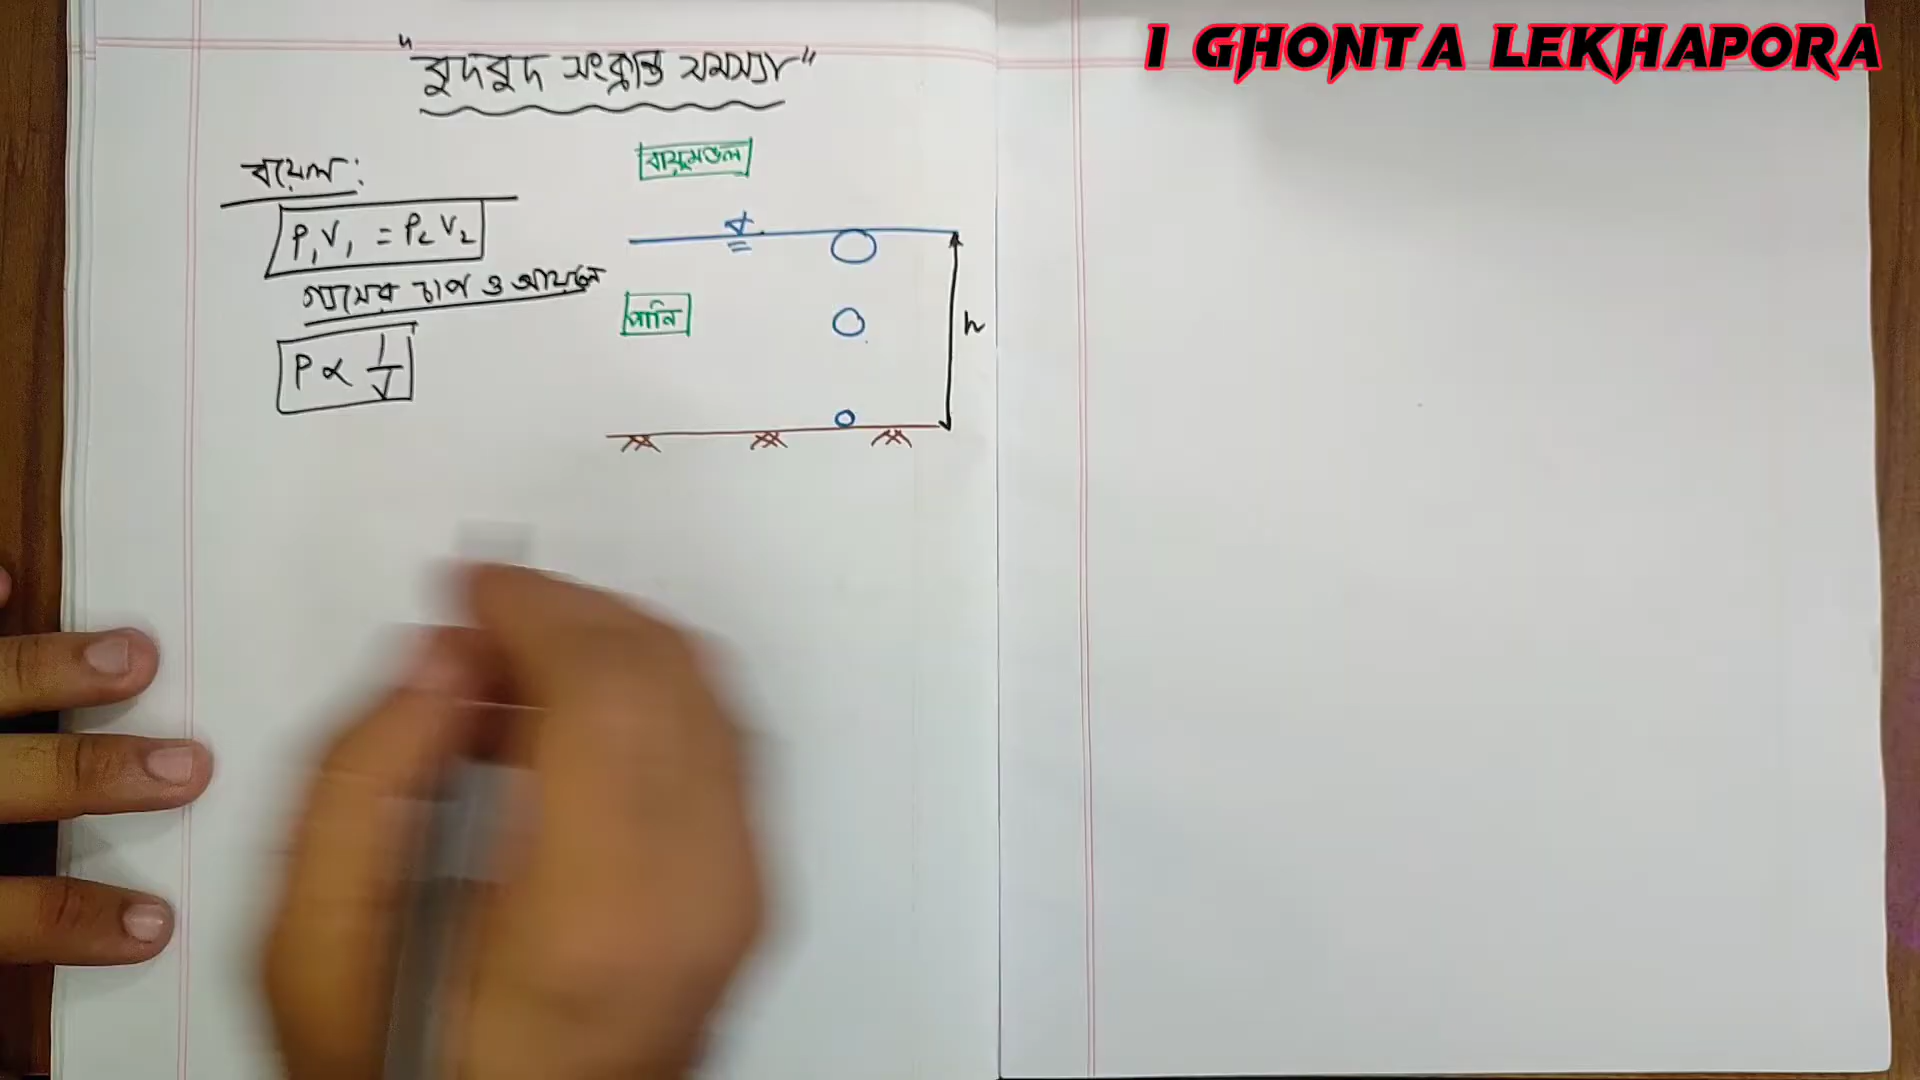 I GHONTA LEKHAPORA
"বুদবুদ সংক্রান্ত সমস্যা"
বয়েল:
P₁V₁ = P₂V₂
গ্যাসের চাপ ও আয়তন
P ∝ 1/V
বায়ুমণ্ডল
পানি
h